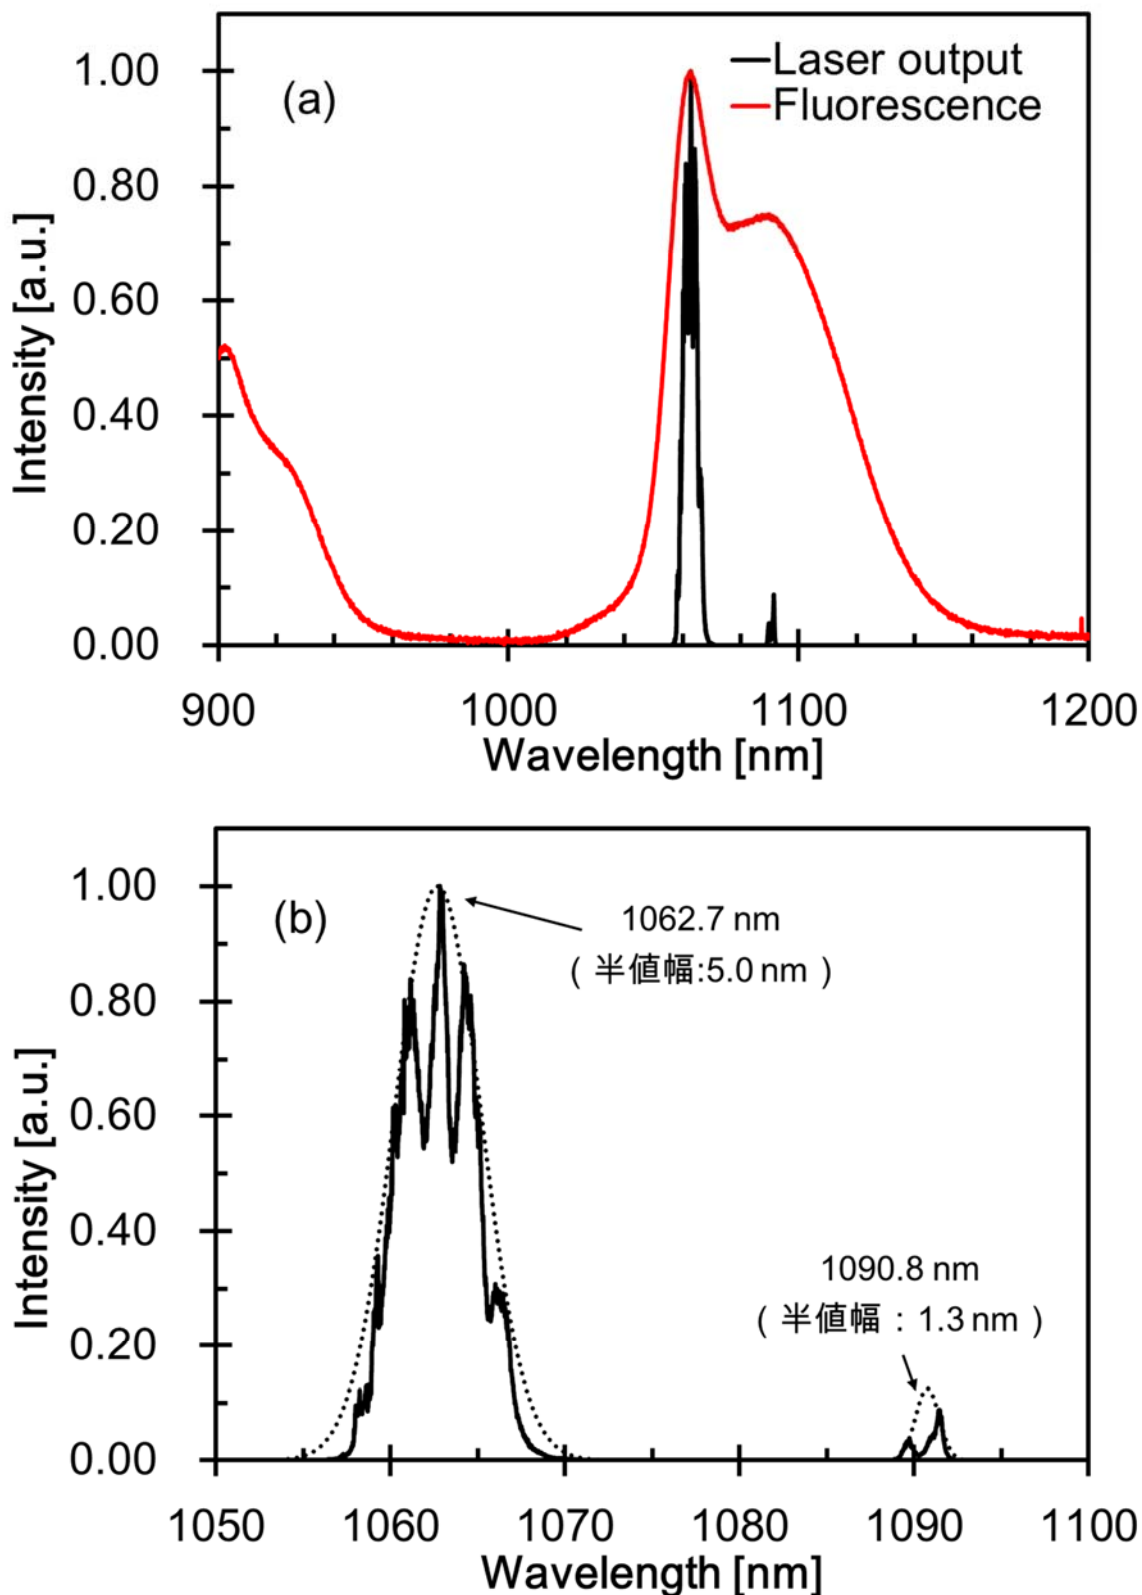 (a)
Laser output
Fluorescence
1.00
0.80
0.60
0.40
0.20
0.00
Intensity [a.u.]
900
1000
1100
1200
Wavelength [nm]
(b)
1062.7 nm
（半値幅:5.0 nm）
1090.8 nm
（半値幅：1.3 nm）
1.00
0.80
0.60
0.40
0.20
0.00
Intensity [a.u.]
1050
1060
1070
1080
1090
1100
Wavelength [nm]